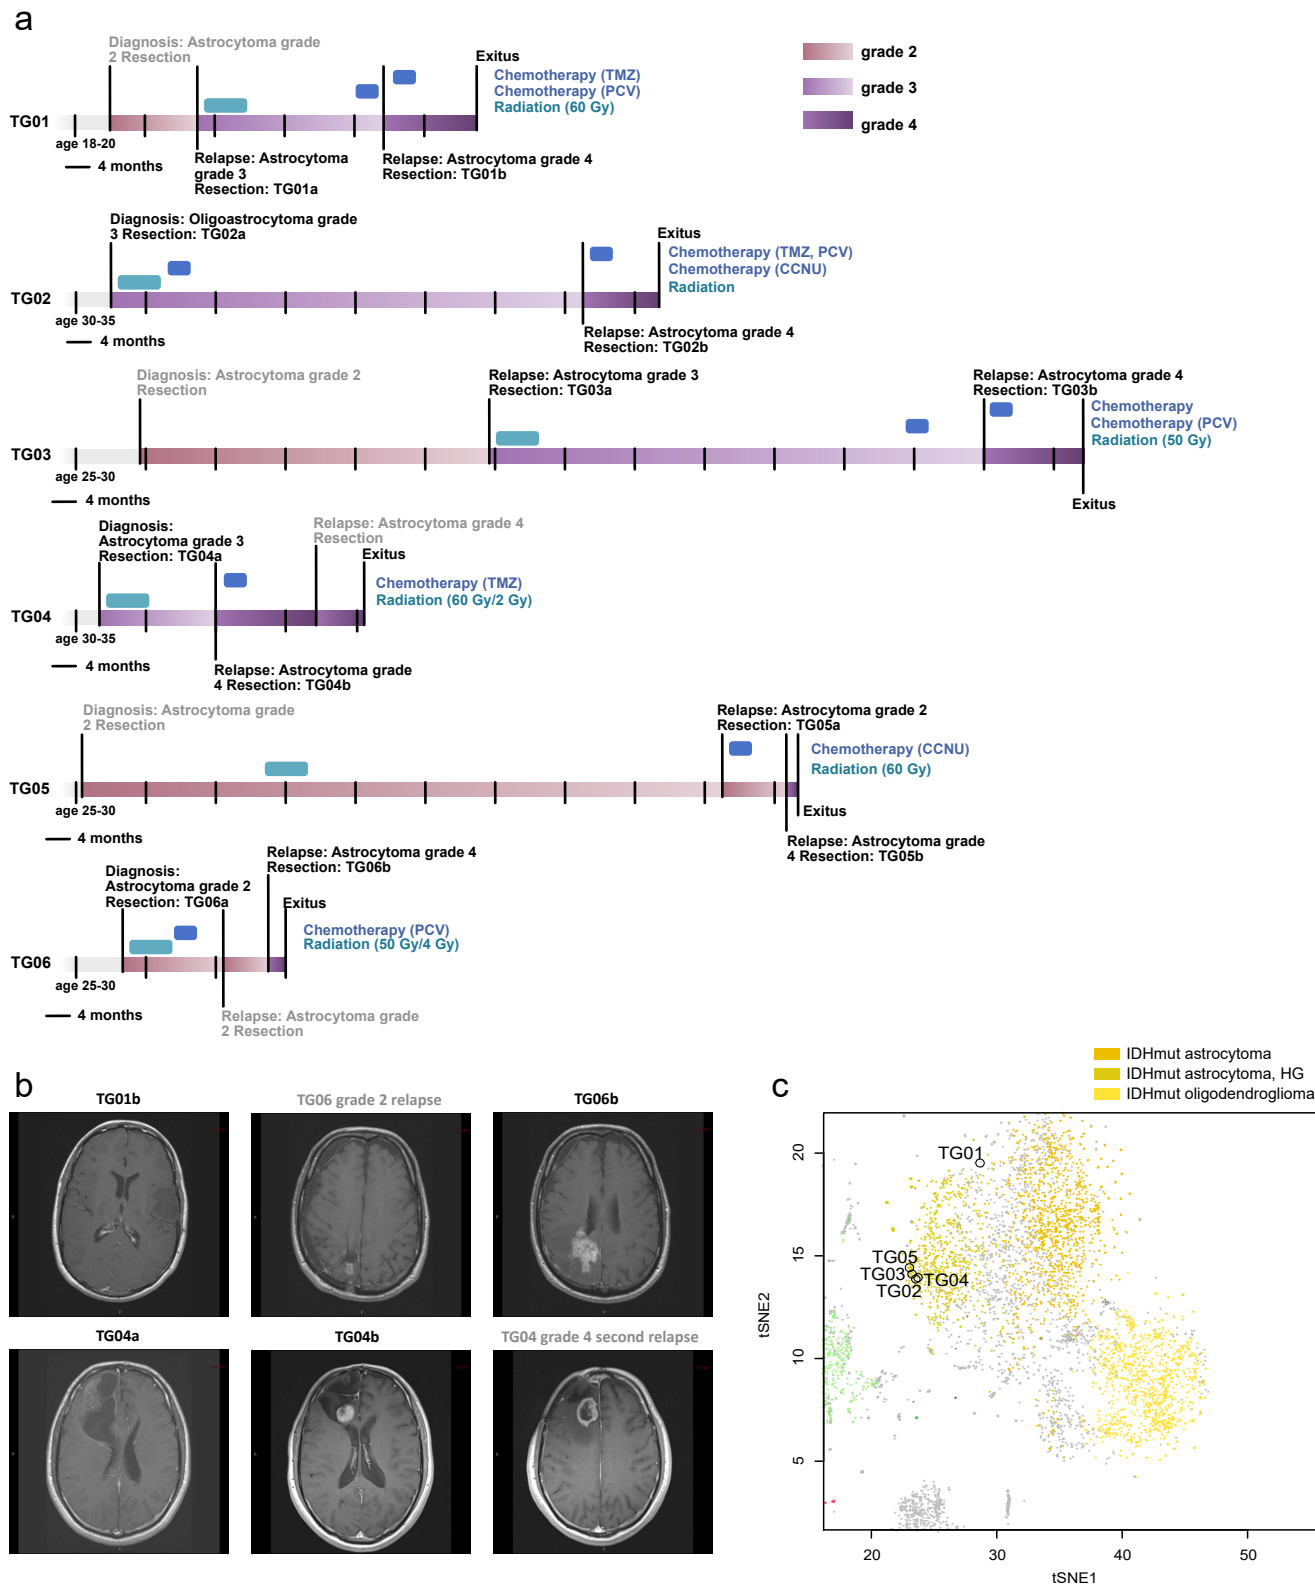 a
Diagnosis: Astrocytoma grade
2 Resection
Exitus
Chemotherapy (TMZ)
Chemotherapy (PCV)
Radiation (60 Gy)
grade 2
grade 3
grade 4
TG01
age 18-20
4 months
Relapse: Astrocytoma
grade 3
Resection: TG01a
Relapse: Astrocytoma grade 4
Resection: TG01b
Diagnosis: Oligoastrocytoma grade
3 Resection: TG02a
Exitus
Chemotherapy (TMZ, PCV)
Chemotherapy (CCNU)
Radiation
TG02
age 30-35
4 months
Relapse: Astrocytoma grade 4
Resection: TG02b
Diagnosis: Astrocytoma grade 2
Resection
Relapse: Astrocytoma grade 3
Resection: TG03a
Relapse: Astrocytoma grade 4
Resection: TG03b
Chemotherapy
Chemotherapy (PCV)
Radiation (50 Gy)
TG03
age 25-30
4 months
Exitus
Diagnosis:
Astrocytoma grade 3
Resection: TG04a
Relapse: Astrocytoma grade 4
Resection
Exitus
Chemotherapy (TMZ)
Radiation (60 Gy/2 Gy)
TG04
age 30-35
4 months
Relapse: Astrocytoma grade
4 Resection: TG04b
Diagnosis: Astrocytoma grade
2 Resection
Relapse: Astrocytoma grade 2
Resection: TG05a
Chemotherapy (CCNU)
Radiation (60 Gy)
TG05
age 25-30
4 months
Exitus
Relapse: Astrocytoma grade
4 Resection: TG05b
Diagnosis:
Astrocytoma grade 2
Resection: TG06a
Relapse: Astrocytoma grade 4
Resection: TG06b
Exitus
Chemotherapy (PCV)
Radiation (50 Gy/4 Gy)
TG06
age 25-30
4 months
Relapse: Astrocytoma grade
2 Resection
b
TG01b
TG06 grade 2 relapse
TG06b
TG04a
TG04b
TG04 grade 4 second relapse
c
IDHmut astrocytoma
IDHmut astrocytoma, HG
IDHmut oligodendroglioma
TG01
TG05
TG03
TG04
TG02
tSNE2
20
15
10
5
20
30
40
50
tSNE1